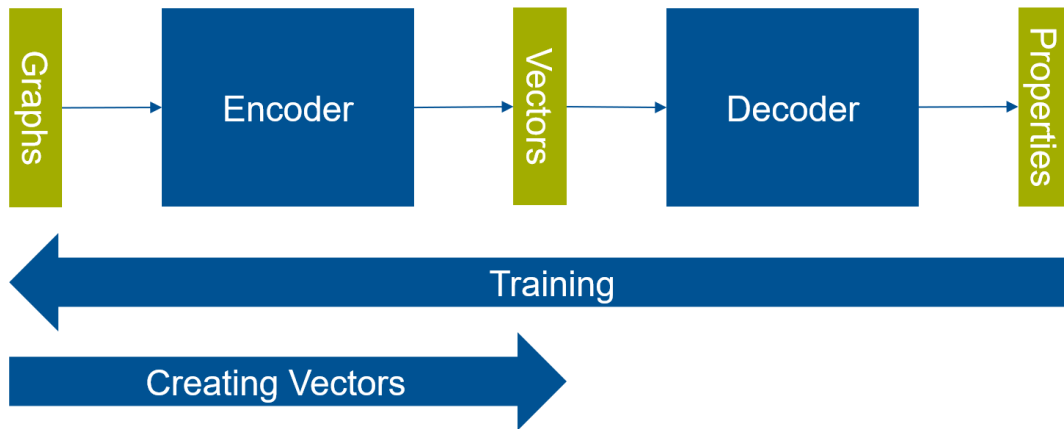 Graphs
Encoder
Vectors
Decoder
Properties
Training
Creating Vectors